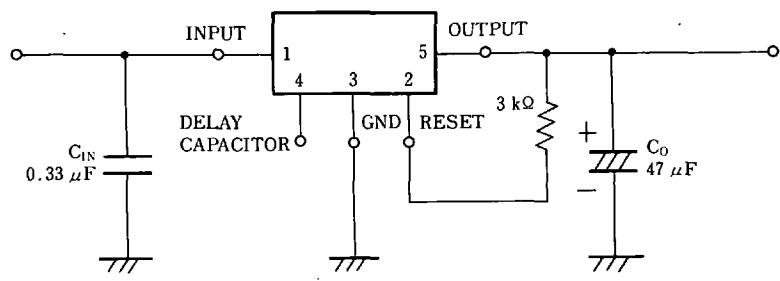 INPUT
OUTPUT
1
5
4
3
2
DELAY
CAPACITOR
GND
RESET
3 kΩ
C_IN
0.33 μF
+
−
C_O
47 μF